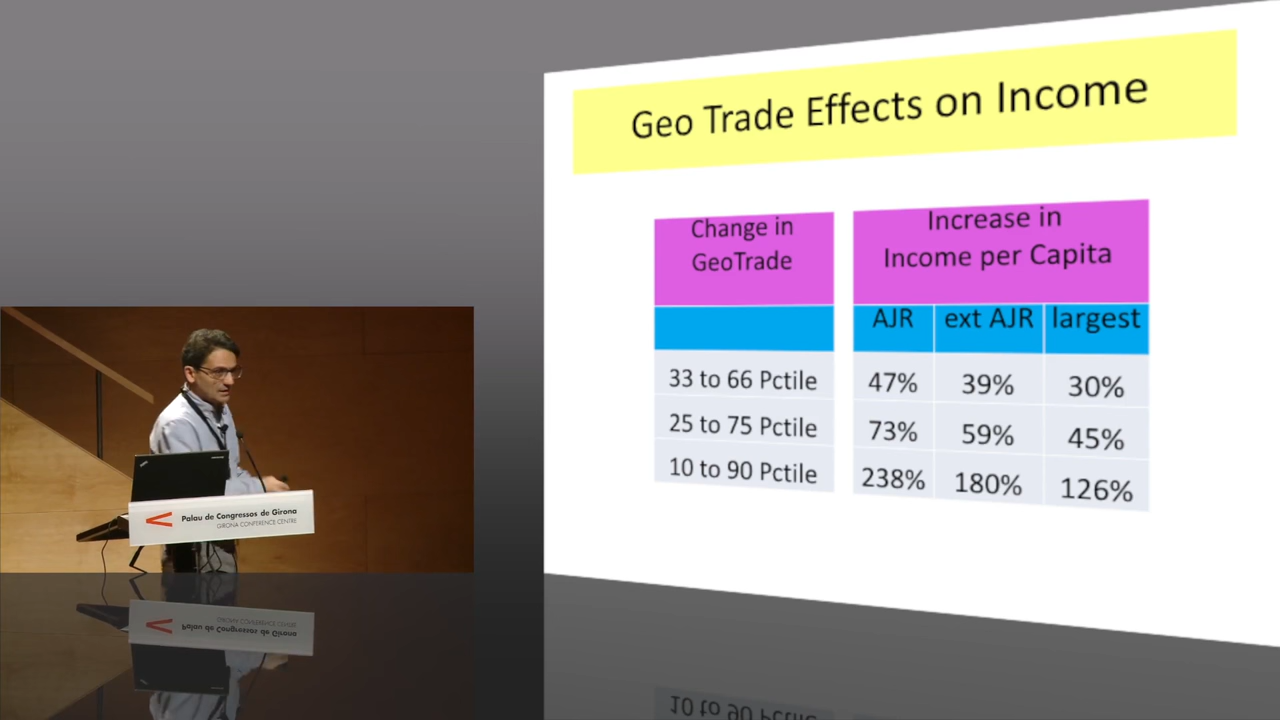 Geo Trade Effects on Income
Change in
GeoTrade
Increase in
Income per Capita
AJR ext AJR largest
33 to 66 Pctile 47% 39% 30%
25 to 75 Pctile 73% 59% 45%
10 to 90 Pctile 238% 180% 126%
Palau de Congressos de Girona
GIRONA CONFERENCE CENTRE